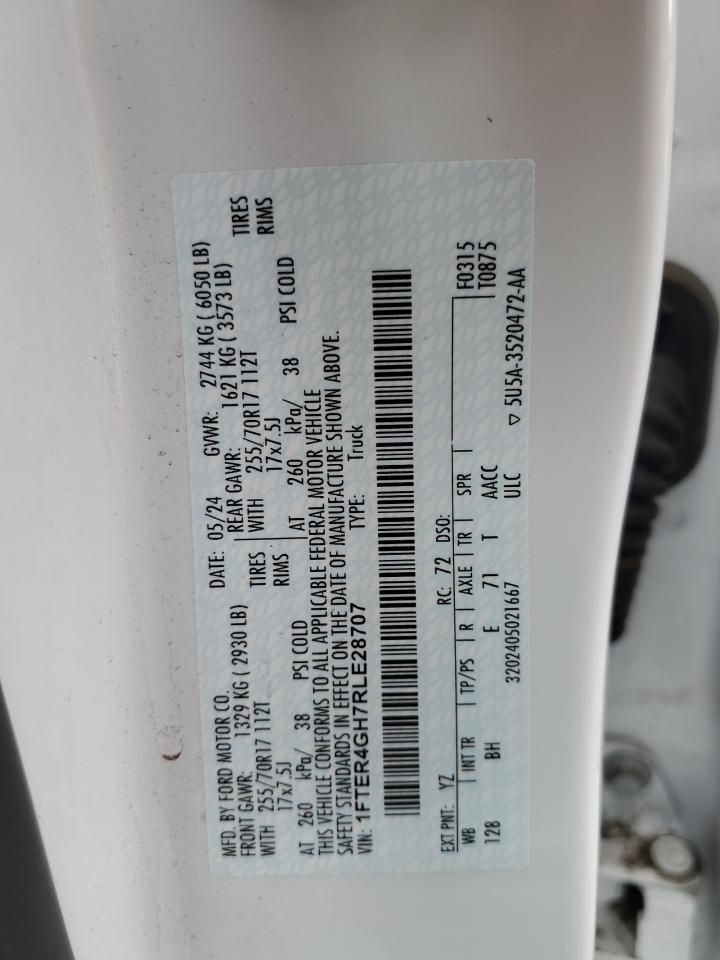 MFD. BY FORD MOTOR CO.
DATE: 05/24 GVWR: 2744 KG ( 6050 LB)
FRONT GAWR: 1329 KG ( 2930 LB) REAR GAWR: 1621 KG ( 3573 LB)
WITH 255/70R17 112T TIRES WITH 255/70R17 112T TIRES
17x7.5J RIMS 17x7.5J RIMS
AT 260 kPa/ 38 PSI COLD AT 260 kPa/ 38 PSI COLD
THIS VEHICLE CONFORMS TO ALL APPLICABLE FEDERAL MOTOR VEHICLE
SAFETY STANDARDS IN EFFECT ON THE DATE OF MANUFACTURE SHOWN ABOVE.
VIN: 1FTER4GH7RLE28707 TYPE: Truck
EXT PNT: YZ RC: 72 DSO: F0315
WB INT TR TP/PS R AXLE TR SPR T0875
128 BH E 71 T AACC
3202405021667 ULC ▽ 5U5A-3520472-AA